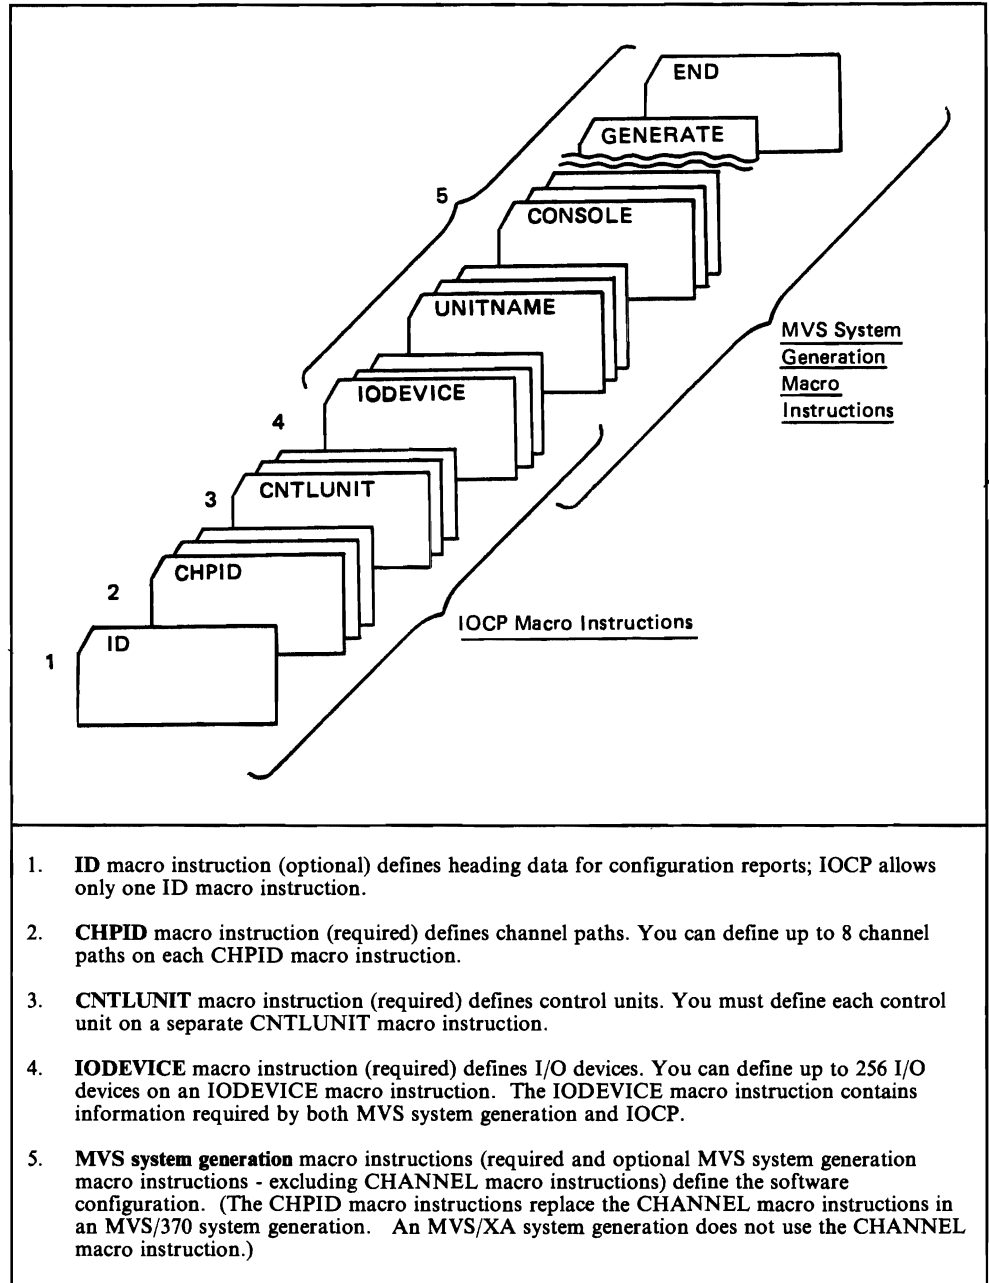 END
GENERATE
5
CONSOLE
UNITNAME
MVS System
Generation
Macro
Instructions
IODEVICE
4
CNTLUNIT
3
CHPID
2
IOCP Macro Instructions
ID
1
1. ID macro instruction (optional) defines heading data for configuration reports; IOCP allows
only one ID macro instruction.
2. CHPID macro instruction (required) defines channel paths. You can define up to 8 channel
paths on each CHPID macro instruction.
3. CNTLUNIT macro instruction (required) defines control units. You must define each control
unit on a separate CNTLUNIT macro instruction.
4. IODEVICE macro instruction (required) defines I/O devices. You can define up to 256 I/O
devices on an IODEVICE macro instruction. The IODEVICE macro instruction contains
information required by both MVS system generation and IOCP.
5. MVS system generation macro instructions (required and optional MVS system generation
macro instructions - excluding CHANNEL macro instructions) define the software
configuration. (The CHPID macro instructions replace the CHANNEL macro instructions in
an MVS/370 system generation. An MVS/XA system generation does not use the CHANNEL
macro instruction.)